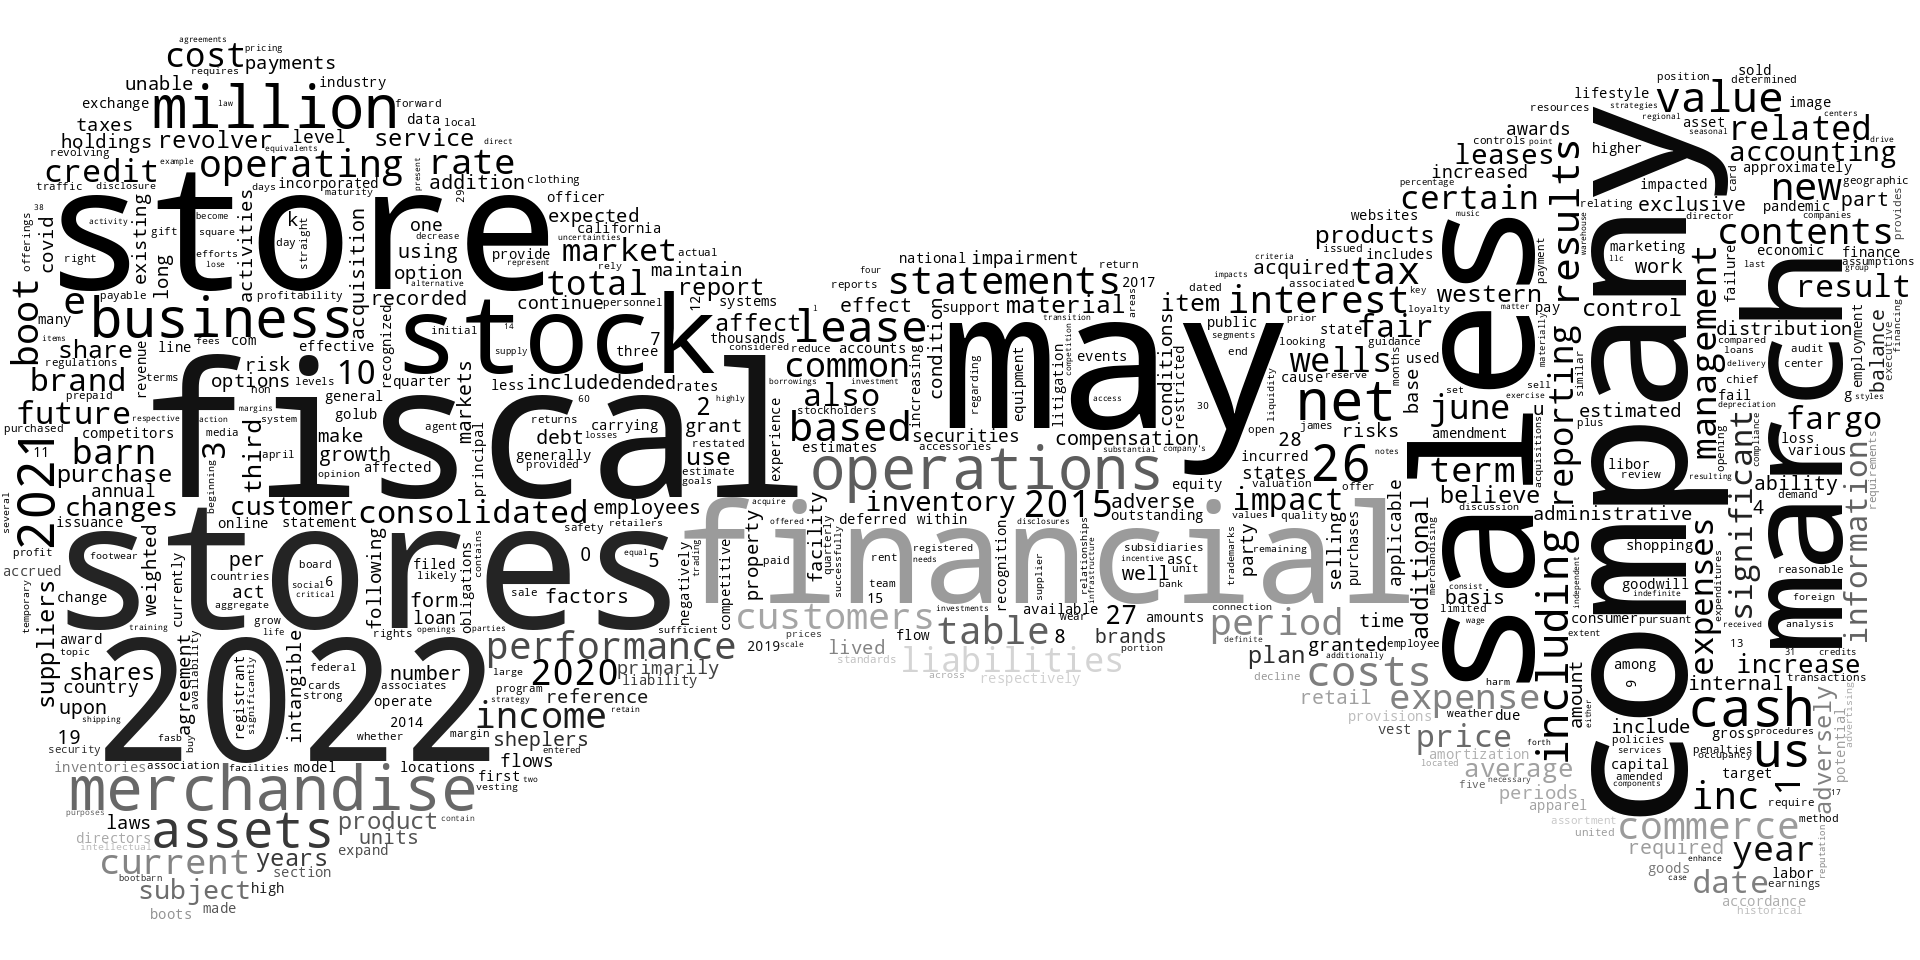 agreements
cost pricing
requires payments
unable industry
exchange million law forward
taxes data local
holdings revolver level service direct
revolving equivalents
credit example operating rate present
traffic disclosure days incorporated addition clothing
maturity officer
38 store 29 expected
offerings covid activity existing gift become square k one california
right efforts day straight activities acquisition using decrease uncertainties
lose provide market actual
long option represent rely maintain
alternative total report
boot e payable profitability recorded continue personnel 12 systems
many business initial 14 stock affect
items fees com recognized 7 thousands
share revenue line effective supply three considered
regulations risk
brand terms options levels 10 quarter less included ended rates
prepaid non general markets
future respective margins action system golub returns 60 2 highly grant
purchased competitors media make agent debt losses carrying restated
11 barn 3 third april growth generally use
2021 purchase opinion affected principal provided estimate experience
annual fiscal goals
several changes beginning customer consolidated employees
issuance online statement safety retailers
profit footwear weighted per following filed 0 equal 5 negatively trading
accrued countries board likely contains
temporary change act social 6 form obligations sale factors competitive
aggregate critical loan
currently stores
suppliers training grow rights openings parties sufficient
award life performance
topic
shares availability registrant significantly intangible federal number large 2020 primarily
country agreement cards associates program liability
upon strong operate strategy reference
shipping 2014 income retain
19 fasb buy 2022 whether margin sheplers
security entered
inventories association facilities model locations flows
first two
merchandise vesting
purposes
laws assets product contain
directors units
intellectual expand
current years
bootbarn section
subject high
boots made
national impairment
four statements return 2017
reports areas
effect condition support material
1 transition
lease may
reduce accounts increasing regarding equipment litigation competition events conditions restricted
borrowings investment common
stockholders also access 30
based securities compensation
estimates accessories substantial company's
operations equity
acquire inventory 2015 adverse
offered outstanding
property facility deferred within disclosures
financial
paid quarterly successfully rent registered recognition supplier relationships infrastructure subsidiaries asc
needs incentive unit
team well bank
15 trademarks
customers investments available wear 27 amounts connection
2019 prices flow table 8 brands period
scale lived portion definite
standards liabilities additionally
across respectively
position sold
determined
lifestyle value image
resources strategies asset centers
awards regional seasonal related drive
controls point higher accounting
leases approximately
increased card new geographic
percentage certain impacted
websites music relating exclusive pandemic part provides
products warehouse director companies
issued marketing contents
criteria includes llc work economic finance
impacts acquired tax last group assumptions
dated associated western payment control failure result
item interest key loyalty matter pay
public prior materially distribution
segments state fair guidance compared audit balance executive financing
end looking wells used similar loans center
cause reserve months base set sell delivery employment
liquidity net june exercise estimated management chief
open james u plus fail depreciation 8 styles
28 risks amendment fargo
incurred notes acquisitions loss
states 26 term libor opening compliance various
valuation offer review resulting ability
values quality impact believe discussion demand
applicable administrative significant 4 requirements
party remaining selling purchases additional shopping expenditures reasonable information
merchandising consist independent goodwill foreign
basis indefinite
limited consumer pursuant received analysis
time wage extent
granted employee 13 31 credits
plan sales among expenses increase
decline costs harm 9 internal transactions
retail expense amount company cash
provisions weather due either include gross procedures adversely potential advertising
vest price forth policies penalties us
amortization including reporting results services occupancy
located average capital target
five necessary amended
periods components inc 1 17
apparel require
assortment commerce method
united required year reputation
enhance
goods case date labor
earnings
accordance
historical
march